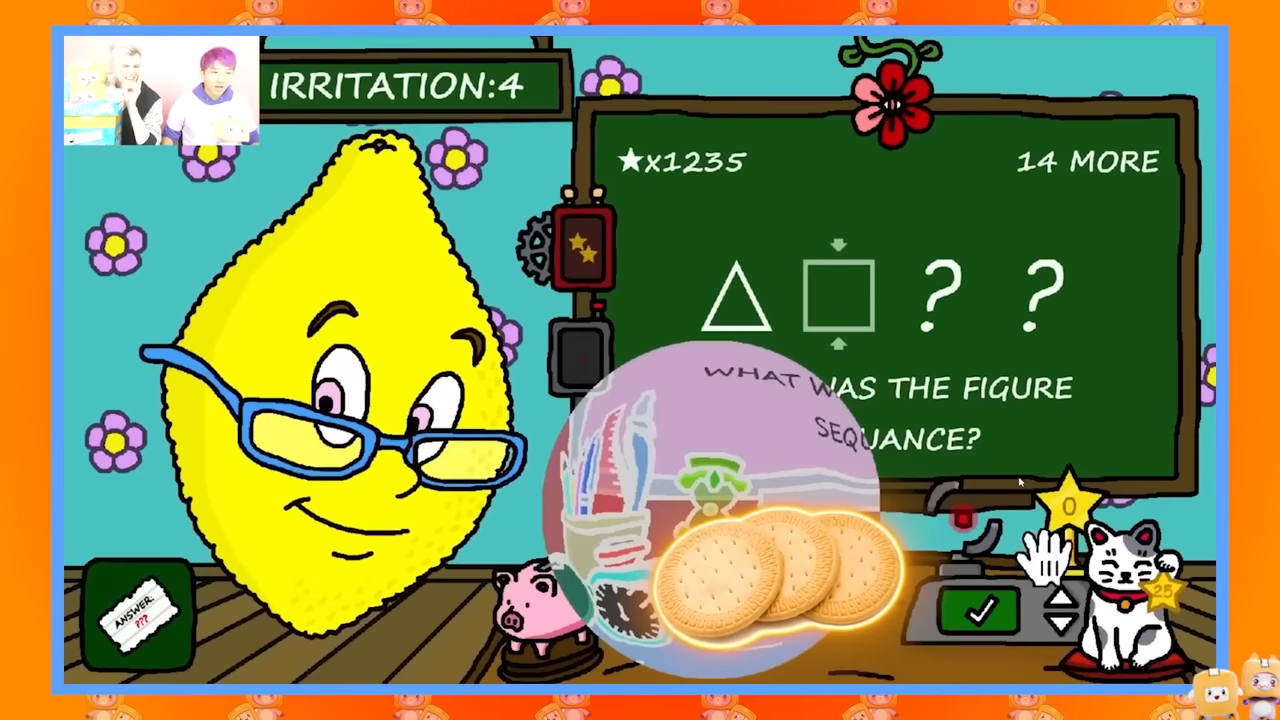 IRRITATION:4
★x1235
14 MORE
? ?
WHAT WAS THE FIGURE
SEQUANCE?
0
25
ANSWER:
???